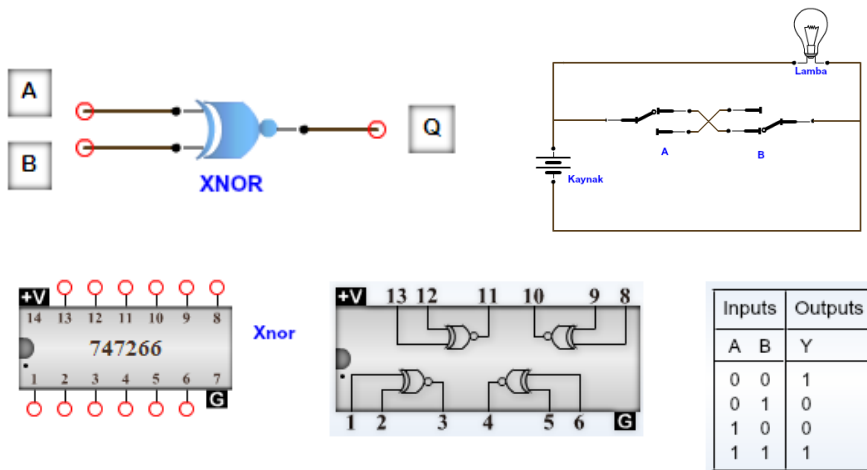 A
B
Q
XNOR
Lamba
A B
Kaynak
+V
14 13 12 11 10 9 8
747266
1 2 3 4 5 6 7
G
Xnor
+V 13 12 11 10 9 8
1 2 3 4 5 6 G
Inputs Outputs
A B Y
0 0 1
0 1 0
1 0 0
1 1 1